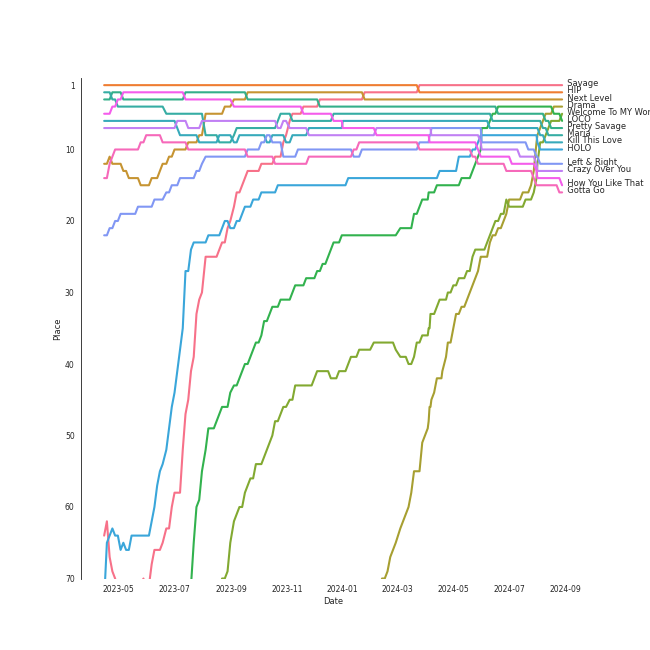 Savage
HIP
Next Level
Drama
Welcome To MY Wor
LOCO
Pretty Savage
Maria
Kill This Love
HOLO
Left & Right
Crazy Over You
How You Like That
Gotta Go
1
10
20
30
40
50
60
70
Place
2023-05
2023-07
2023-09
2023-11
2024-01
2024-03
2024-05
2024-07
2024-09
Date